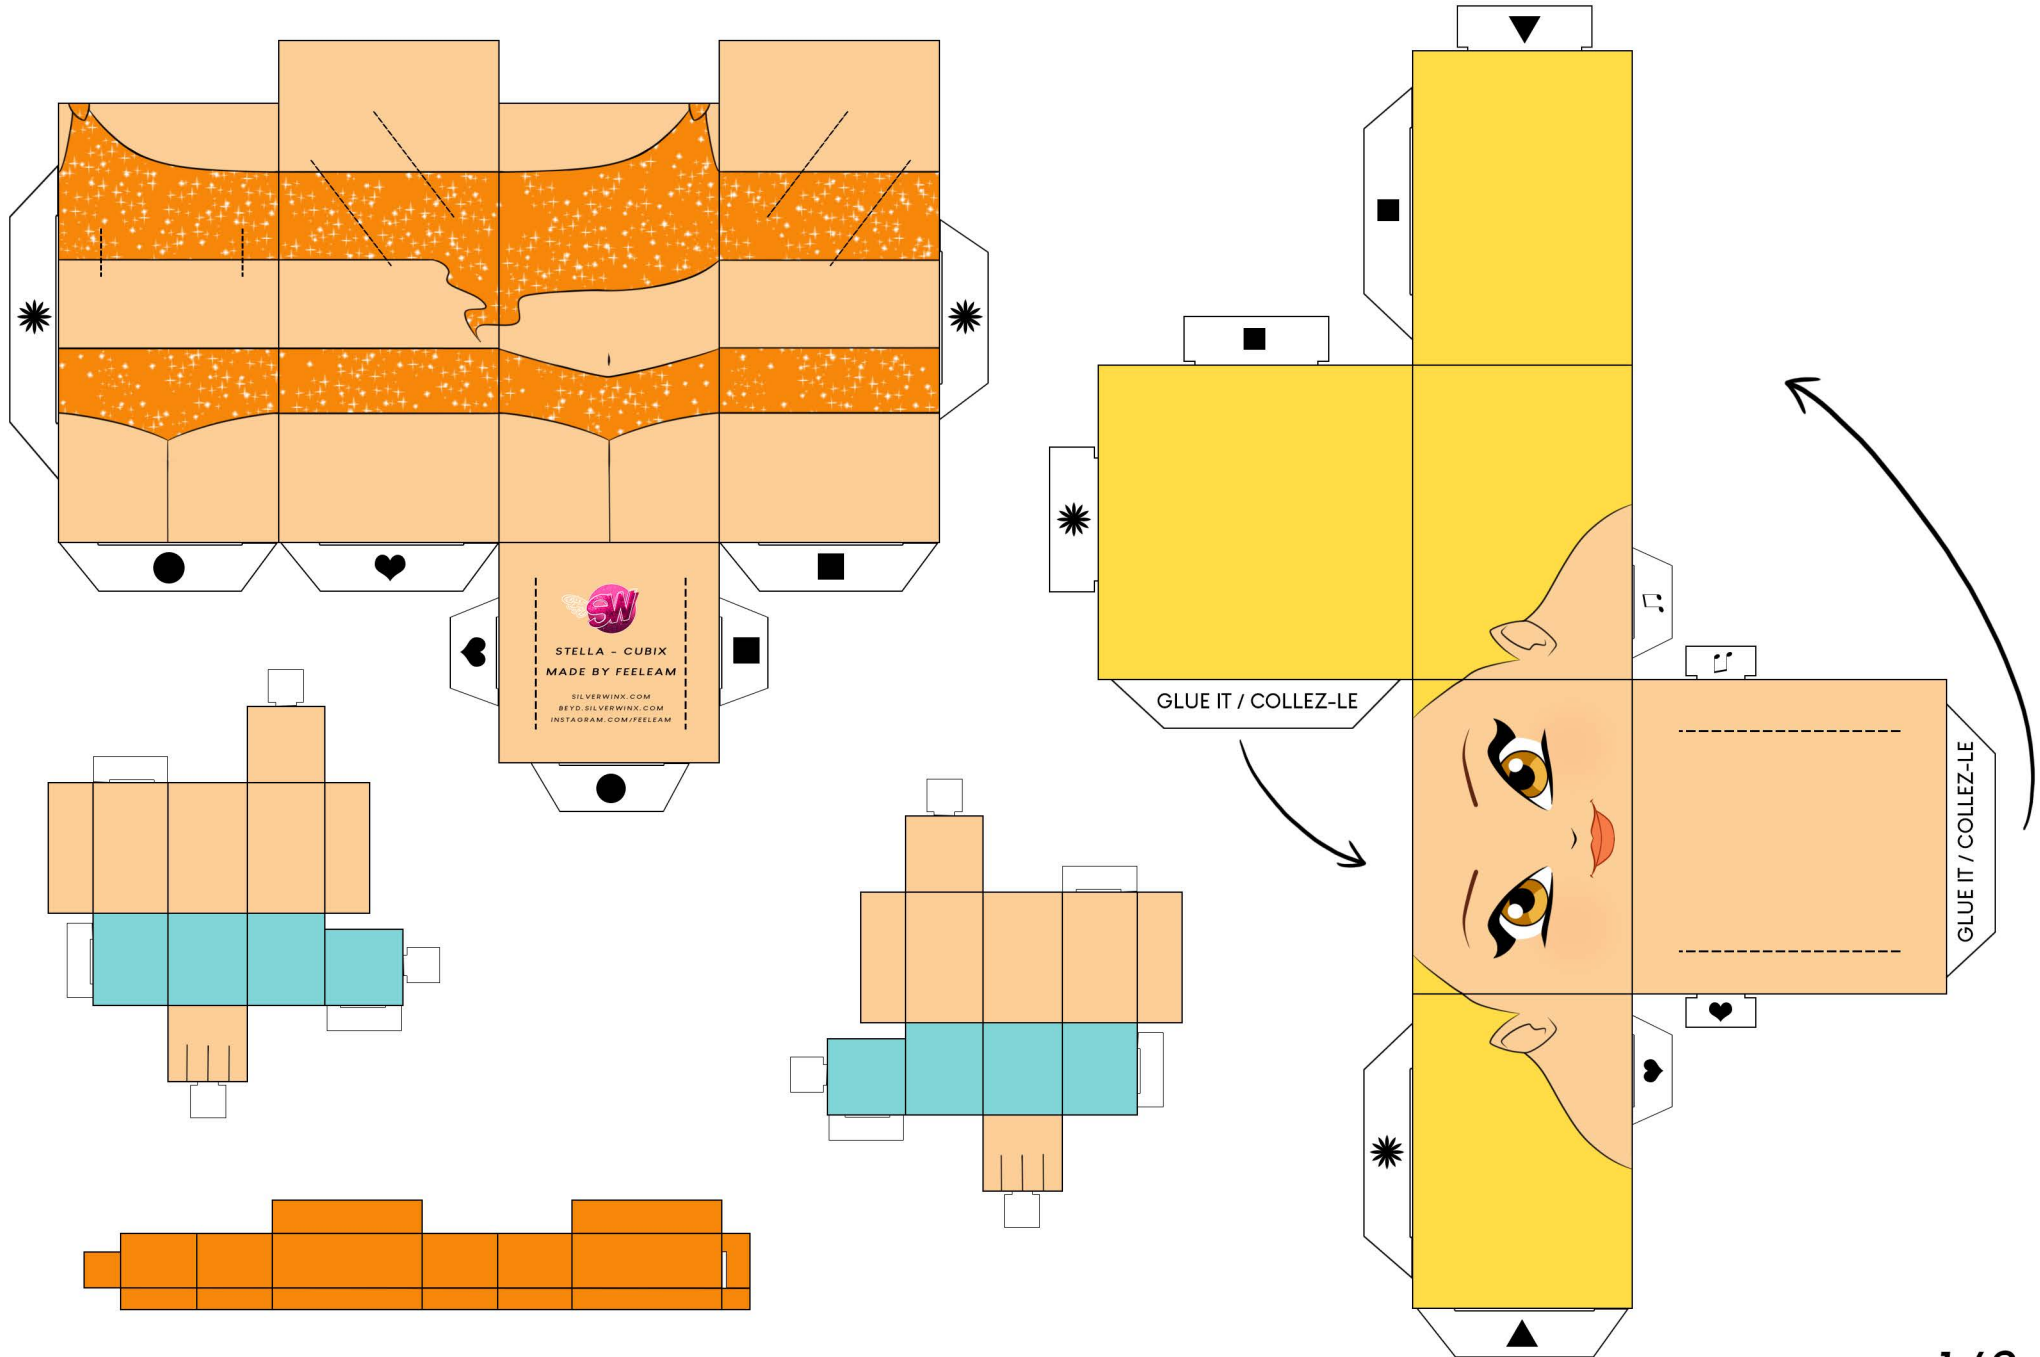 GLUE IT / COLLEZ-LE
SW
STELLA - CUBIX
MADE BY FEELEAM
SILVERWINX.COM
BEYD.SILVERWINX.COM
INSTAGRAM.COM/FEELEAM
GLUE IT / COLLEZ-LE